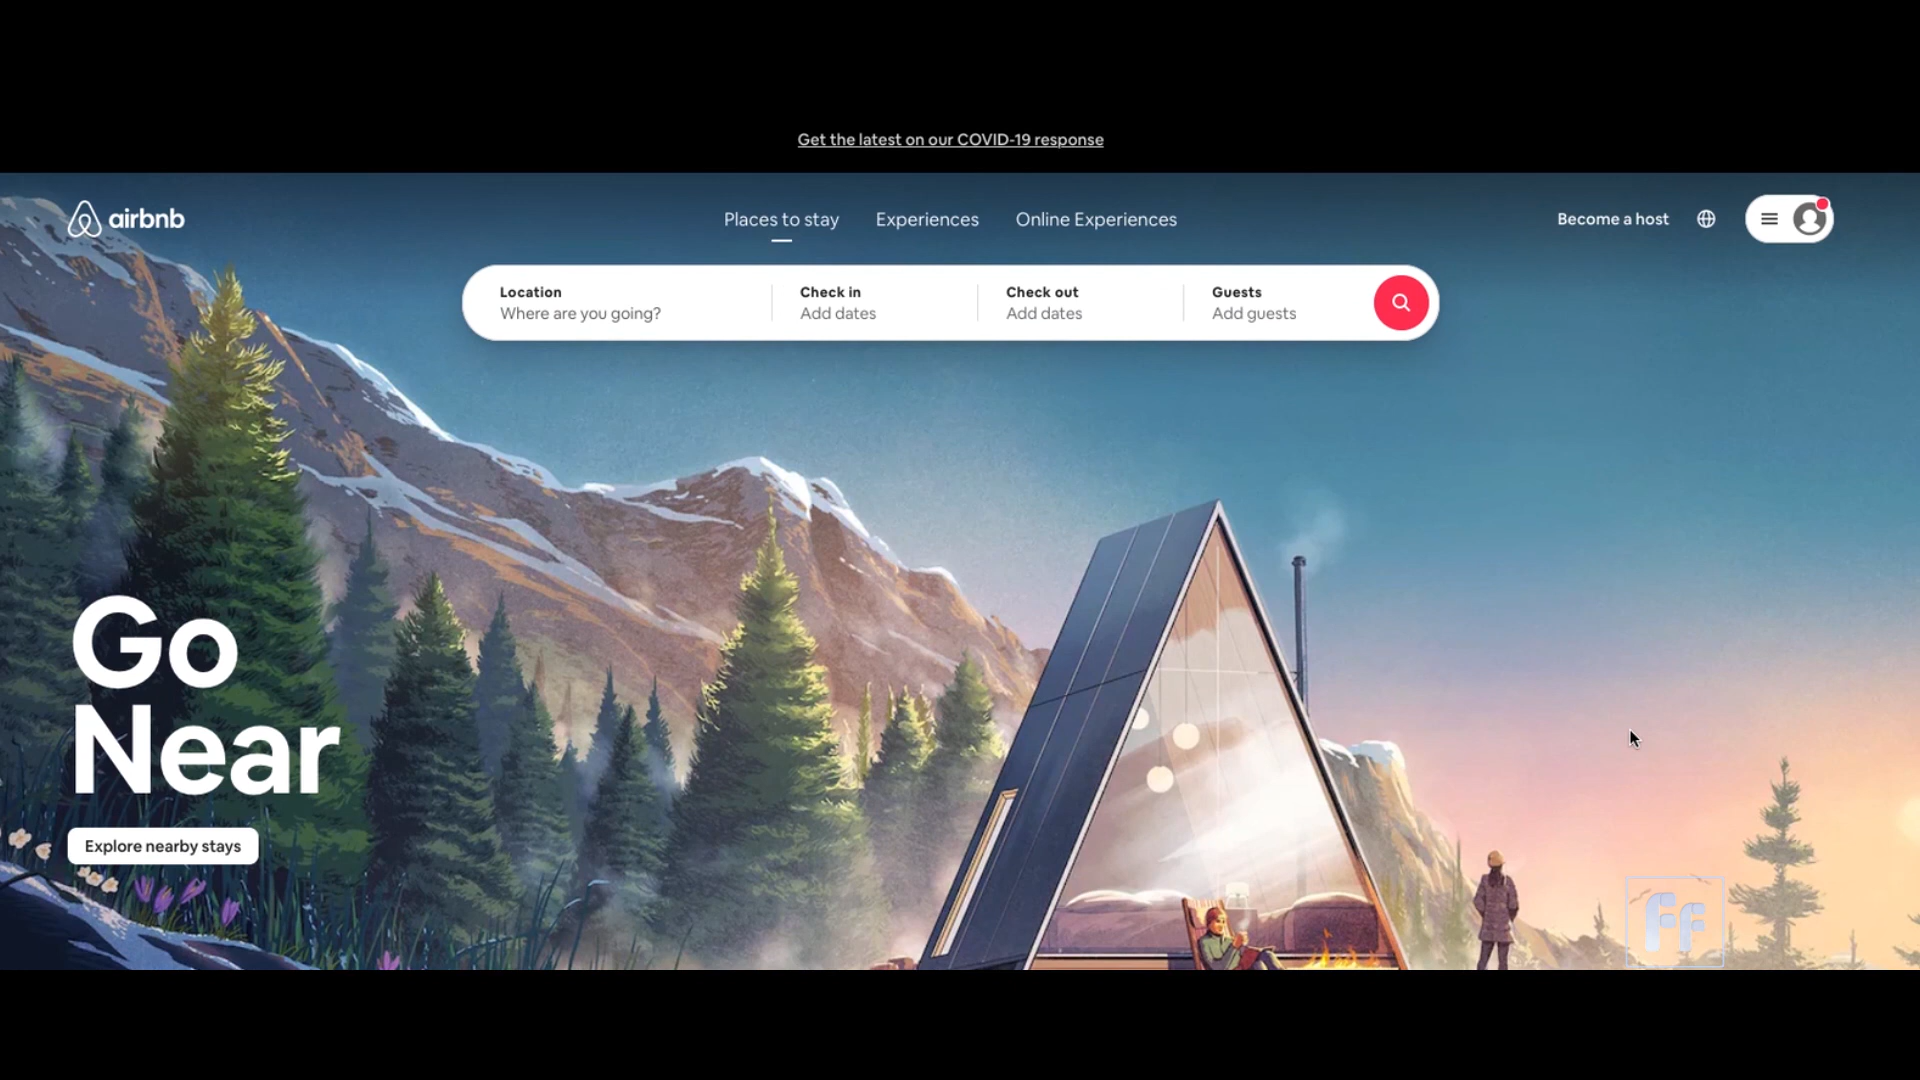 Get the latest on our COVID-19 response
airbnb
Places to stay
Experiences
Online Experiences
Become a host
Location
Where are you going?
Check in
Add dates
Check out
Add dates
Guests
Add guests
Go
Near
Explore nearby stays
FF